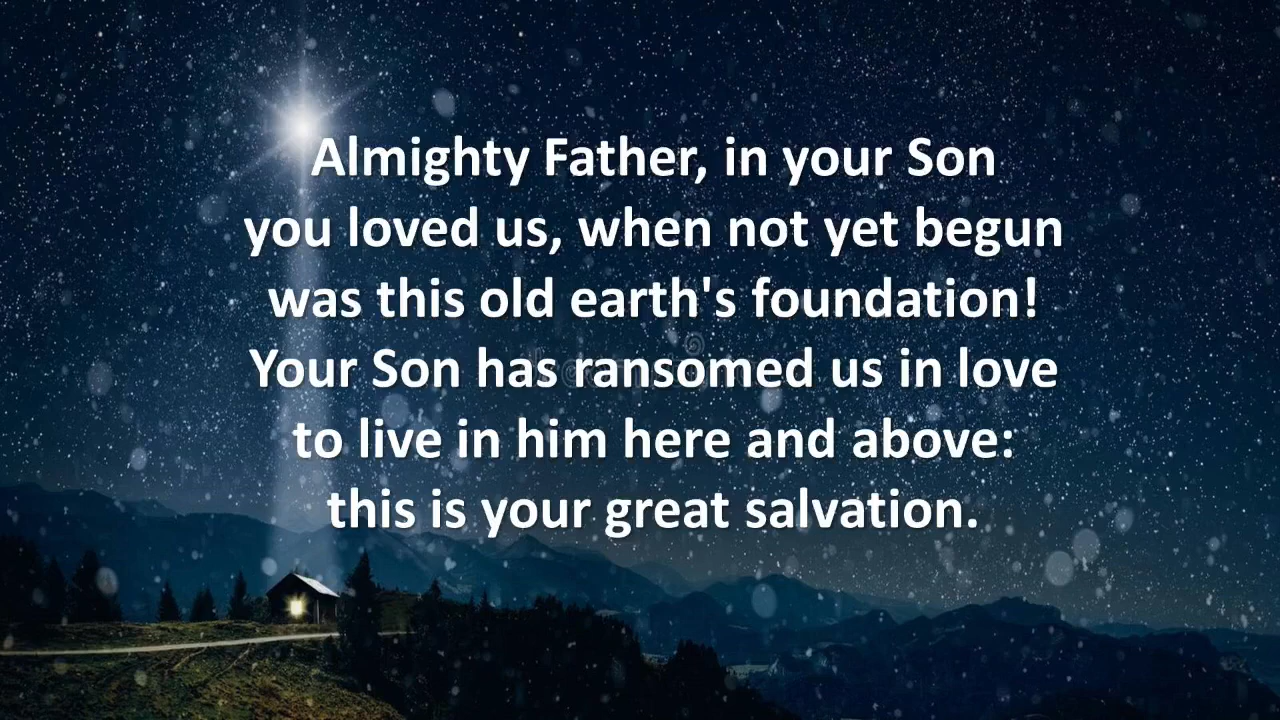 Almighty Father, in your Son
you loved us, when not yet begun
was this old earth's foundation!
Your Son has ransomed us in love
to live in him here and above:
this is your great salvation.